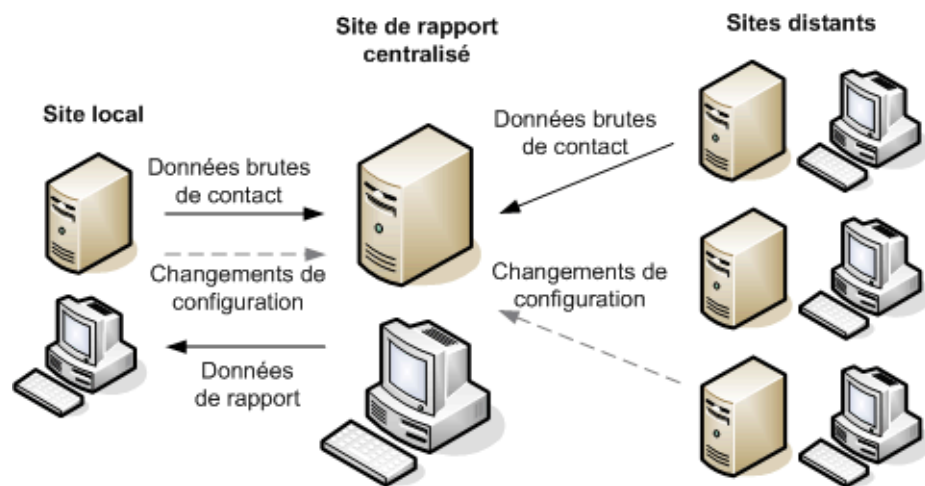 Site de rapport
centralisé
Sites distants
Site local
Données brutes
de contact
Données brutes
de contact
Changements de
configuration
Changements de
configuration
Données
de rapport